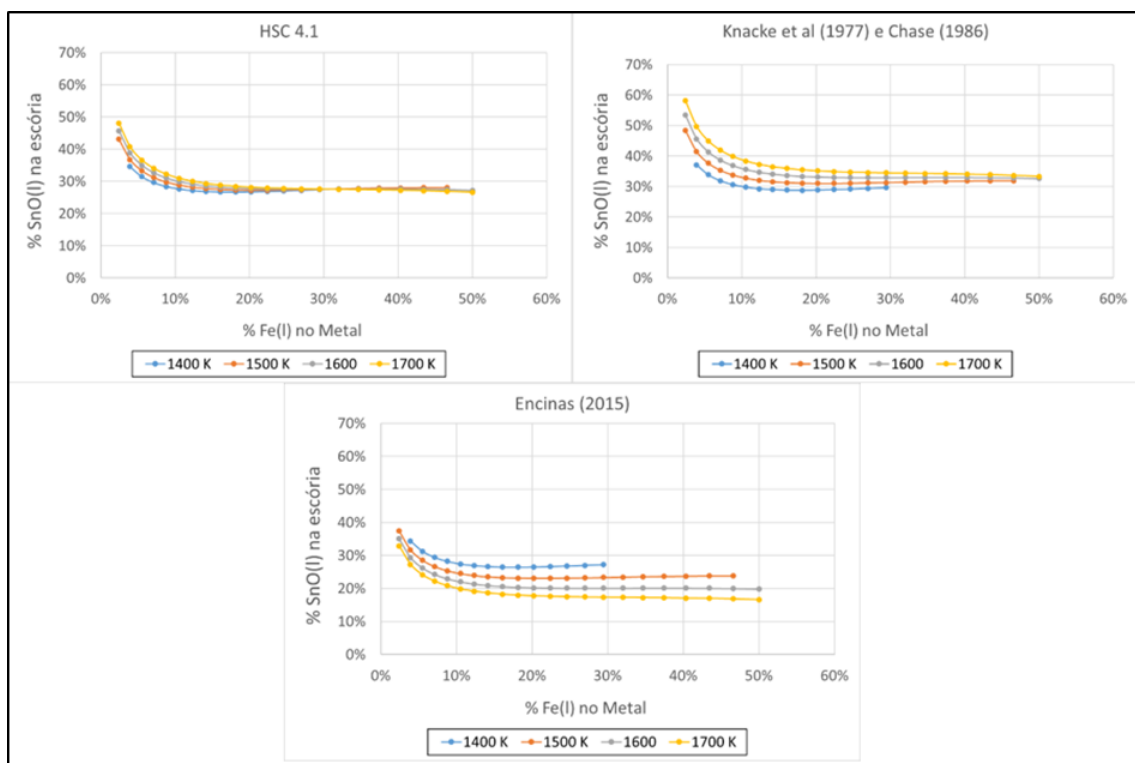 HSC 4.1
70%
60%
50%
40%
30%
20%
10%
0%
% SnO(l) na escória
0% 10% 20% 30% 40% 50% 60%
% Fe(l) no Metal
1400 K 1500 K 1600 1700 K
Knacke et al (1977) e Chase (1986)
70%
60%
50%
40%
30%
20%
10%
0%
% SnO(l) na escória
0% 10% 20% 30% 40% 50% 60%
% Fe(l) no Metal
1400 K 1500 K 1600 1700 K
Encinas (2015)
70%
60%
50%
40%
30%
20%
10%
0%
% SnO(l) na escória
0% 10% 20% 30% 40% 50% 60%
% Fe(l) no Metal
1400 K 1500 K 1600 1700 K